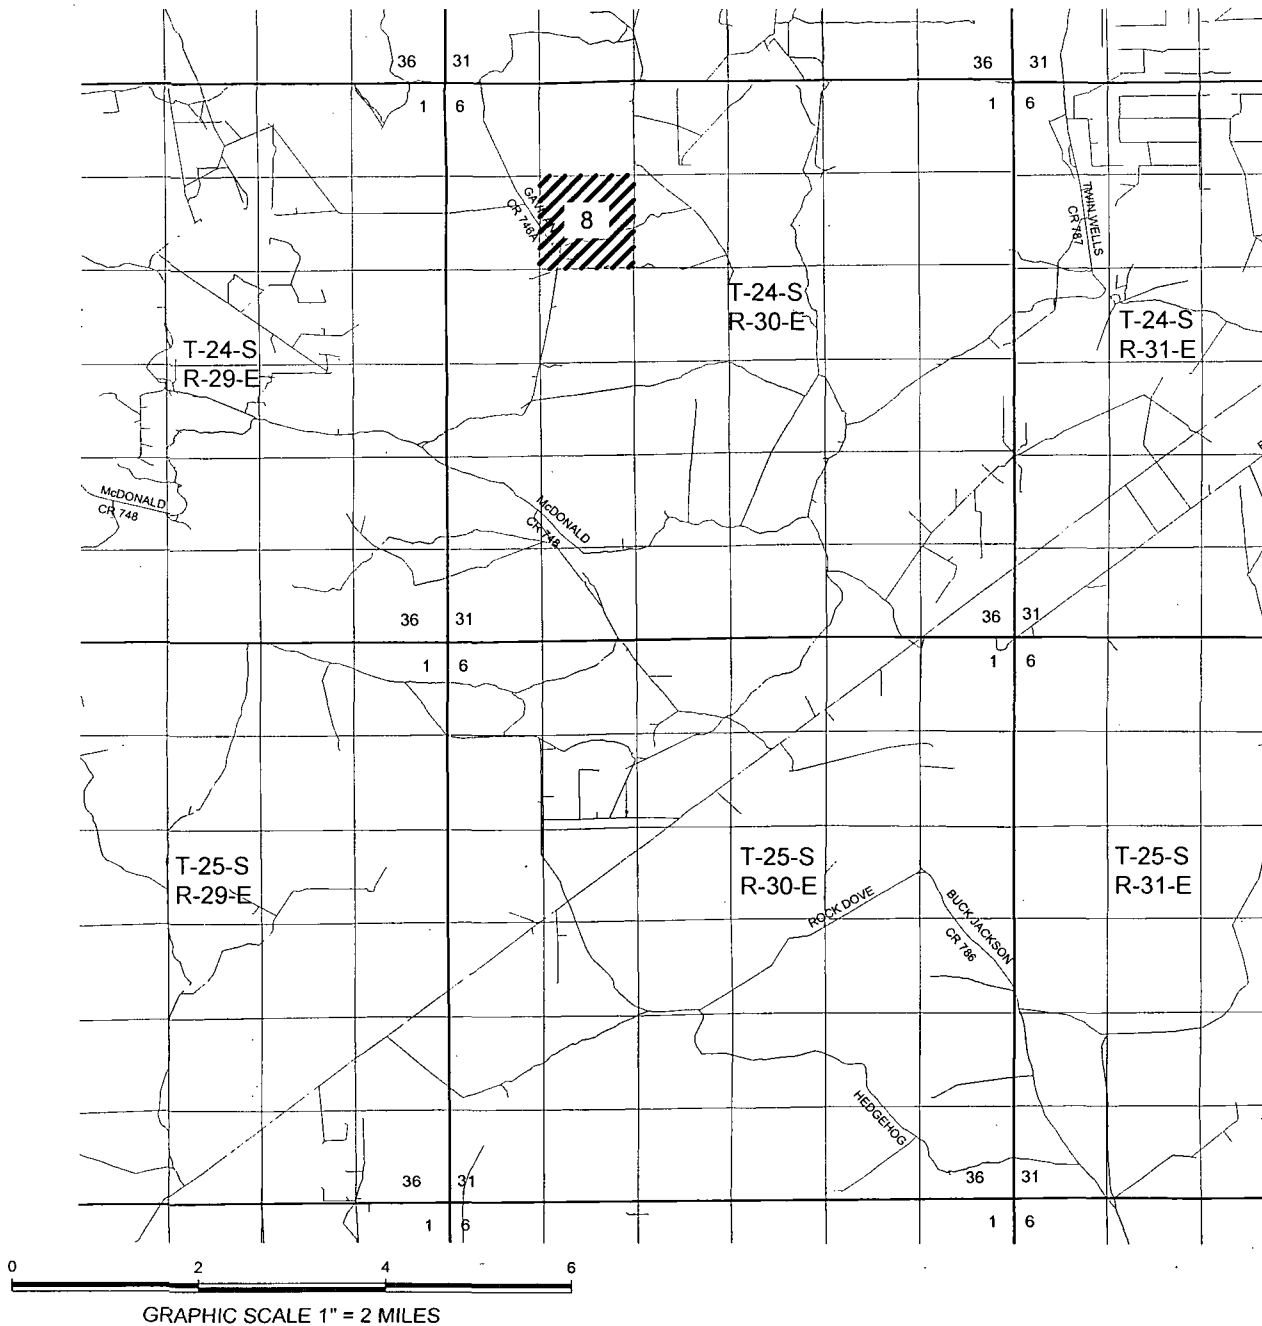 36 31
36 31
1 6
1 6
8
CR 746A
TWIN WELLS
CR 787
T-24-S
R-30-E
T-24-S
R-31-E
T-24-S
R-29-E
McDONALD
CR 748
McDONALD
CR 748
36 31
36 31
1 6
1 6
T-25-S
R-29-E
T-25-S
R-30-E
T-25-S
R-31-E
ROCK DOVE
BUCK JACKSON
CR 786
HEDGEHOG
36 31
36 31
1 6
1 6
0 2 4 6
GRAPHIC SCALE 1" = 2 MILES